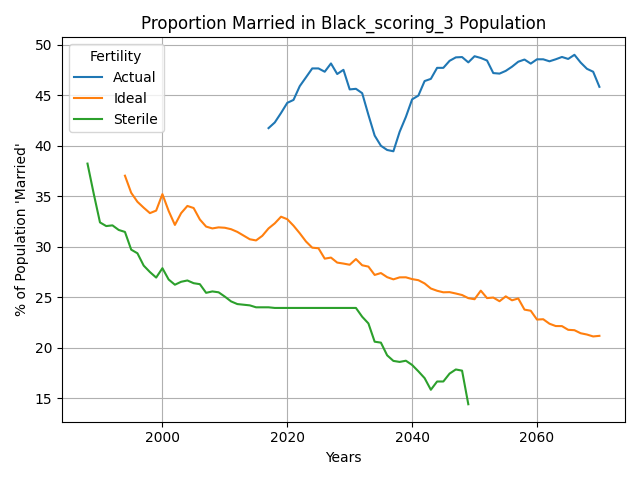 Proportion Married in Black_scoring_3 Population
% of Population 'Married'
50
45
40
35
30
25
20
15
Fertility
Actual
Ideal
Sterile
2000 2020 2040 2060
Years